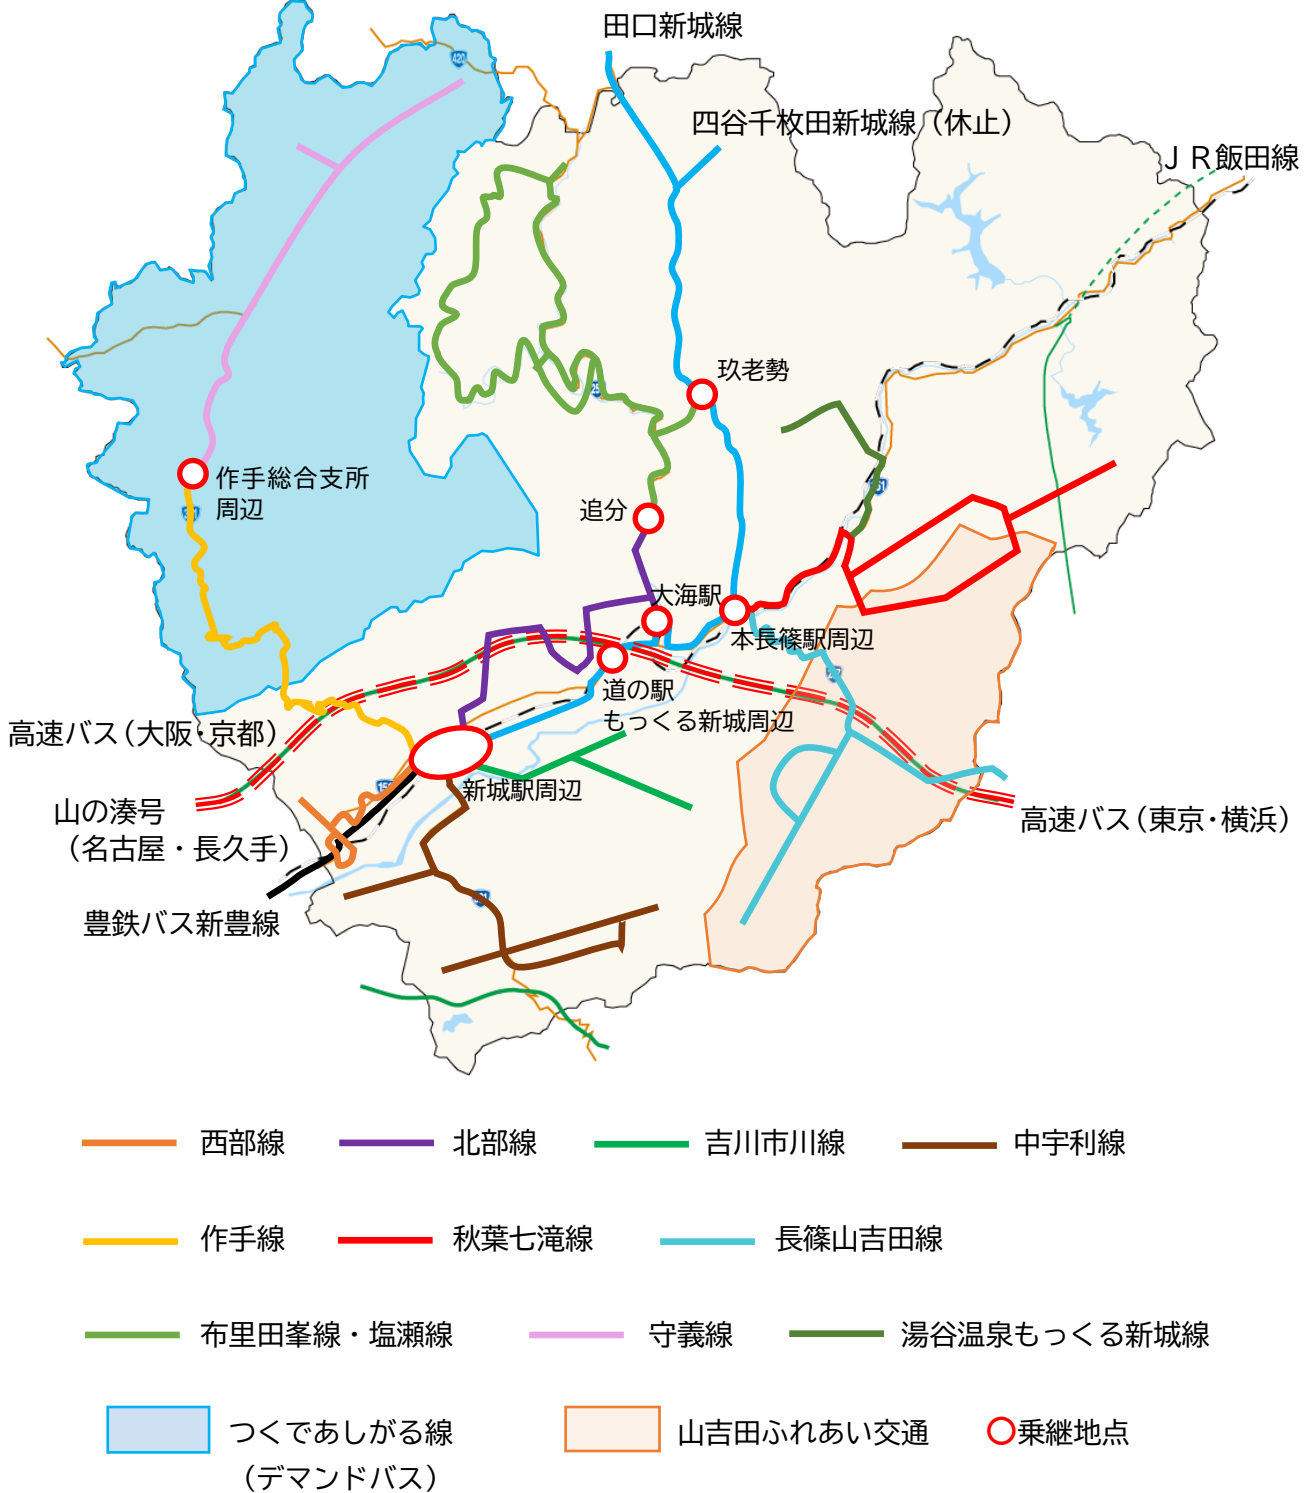 田口新城線
四谷千枚田新城線（休止）
ＪＲ飯田線
玖老勢
作手総合支所
周辺
追分
大海駅
本長篠駅周辺
道の駅
もっくる新城周辺
高速バス（大阪・京都）
新城駅周辺
山の湊号
（名古屋・長久手）
高速バス（東京・横浜）
豊鉄バス新豊線
西部線
北部線
吉川市川線
中宇利線
作手線
秋葉七滝線
長篠山吉田線
布里田峯線・塩瀬線
守義線
湯谷温泉もっくる新城線
つくであしがる線
（デマンドバス）
山吉田ふれあい交通
乗継地点